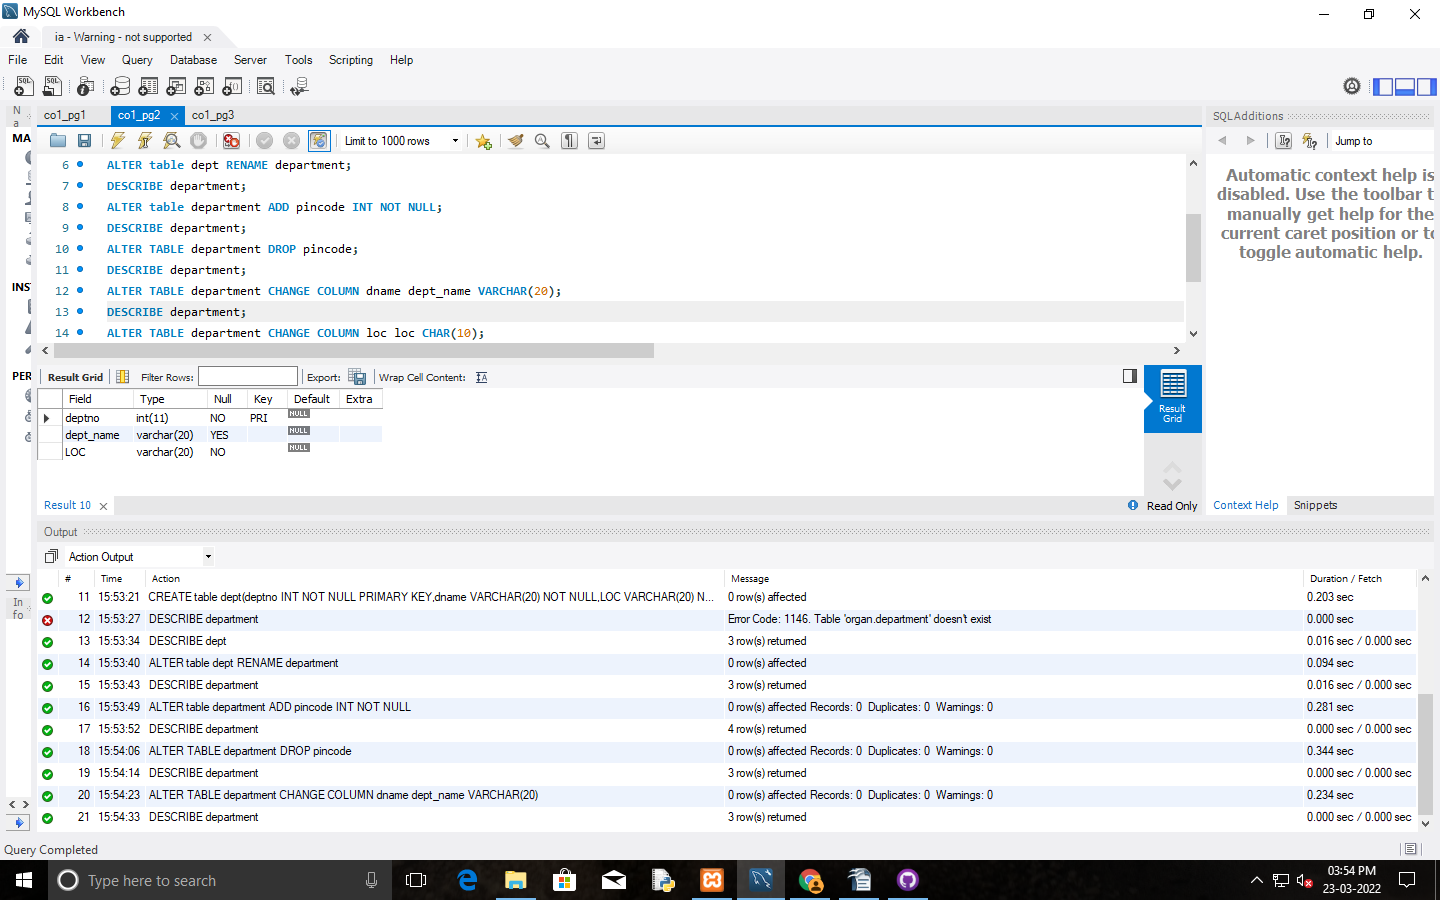 MySQL Workbench
ia - Warning - not supported
File Edit View Query Database Server Tools Scripting Help
N
a
co1_pg1 co1_pg2 co1_pg3
SQLAdditions
MA
Limit to 1000 rows
Jump to
6 ALTER table dept RENAME department;
7 DESCRIBE department;
8 ALTER table department ADD pincode INT NOT NULL;
9 DESCRIBE department;
10 ALTER TABLE department DROP pincode;
11 DESCRIBE department;
12 ALTER TABLE department CHANGE COLUMN dname dept_name VARCHAR(20);
13 DESCRIBE department;
14 ALTER TABLE department CHANGE COLUMN loc loc CHAR(10);
Automatic context help is
disabled. Use the toolbar t
manually get help for the
current caret position or to
toggle automatic help.
INS
PER
Result Grid Filter Rows: Export: Wrap Cell Content:
Field Type Null Key Default Extra
deptno int(11) NO PRI NULL
dept_name varchar(20) YES NULL
LOC varchar(20) NO NULL
Result
Grid
Result 10
Read Only
Context Help Snippets
Output
Action Output
# Time Action Message Duration / Fetch
11 15:53:21 CREATE table dept(deptno INT NOT NULL PRIMARY KEY,dname VARCHAR(20) NOT NULL,LOC VARCHAR(20) N... 0 row(s) affected 0.203 sec
12 15:53:27 DESCRIBE department Error Code: 1146. Table 'organ.department' doesn't exist 0.000 sec
13 15:53:34 DESCRIBE dept 3 row(s) returned 0.016 sec / 0.000 sec
14 15:53:40 ALTER table dept RENAME department 0 row(s) affected 0.094 sec
15 15:53:43 DESCRIBE department 3 row(s) returned 0.016 sec / 0.000 sec
16 15:53:49 ALTER table department ADD pincode INT NOT NULL 0 row(s) affected Records: 0 Duplicates: 0 Warnings: 0 0.281 sec
17 15:53:52 DESCRIBE department 4 row(s) returned 0.000 sec / 0.000 sec
18 15:54:06 ALTER TABLE department DROP pincode 0 row(s) affected Records: 0 Duplicates: 0 Warnings: 0 0.344 sec
19 15:54:14 DESCRIBE department 3 row(s) returned 0.000 sec / 0.000 sec
20 15:54:23 ALTER TABLE department CHANGE COLUMN dname dept_name VARCHAR(20) 0 row(s) affected Records: 0 Duplicates: 0 Warnings: 0 0.234 sec
21 15:54:33 DESCRIBE department 3 row(s) returned 0.000 sec / 0.000 sec
In
fo
Query Completed
Type here to search
03:54 PM
23-03-2022